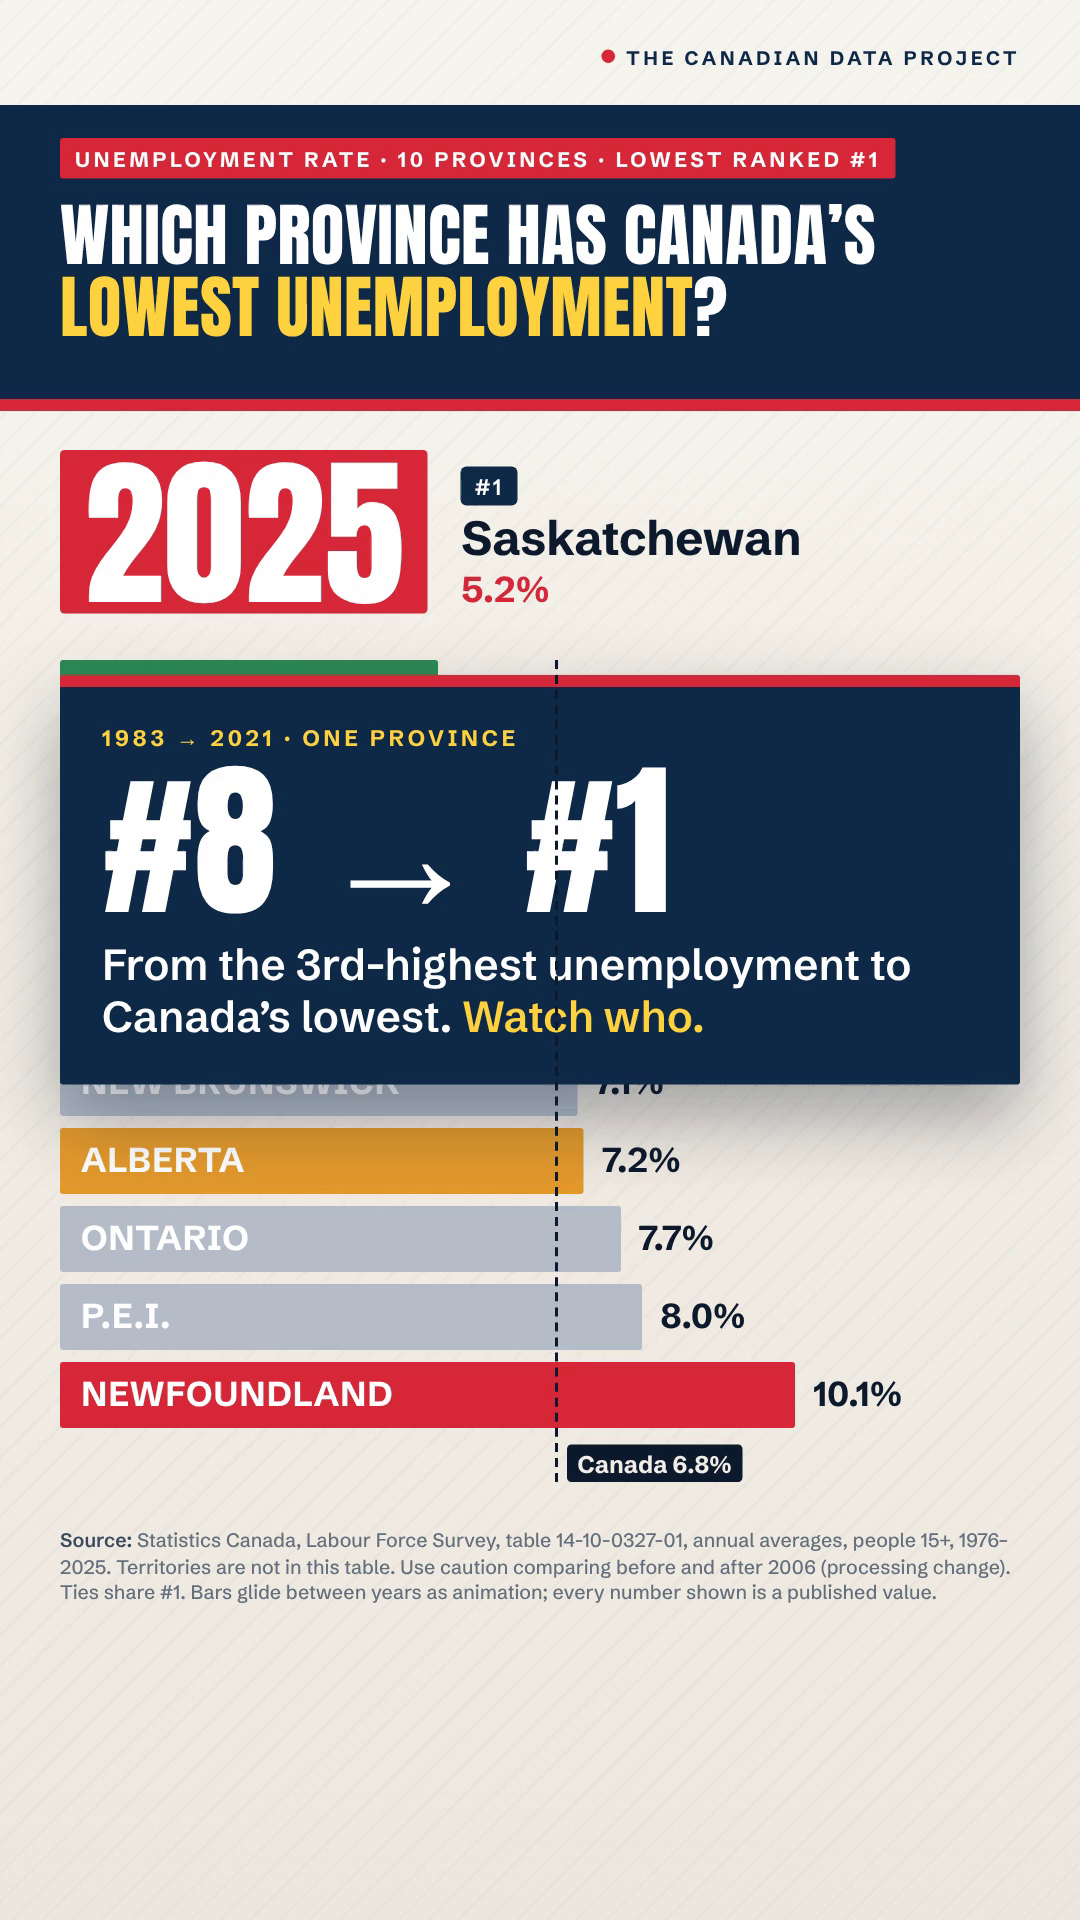 THE CANADIAN DATA PROJECT
UNEMPLOYMENT RATE · 10 PROVINCES · LOWEST RANKED #1
WHICH PROVINCE HAS CANADA’S
LOWEST UNEMPLOYMENT?
2025
#1
Saskatchewan
5.2%
1983 → 2021 · ONE PROVINCE
#8 → #1
From the 3rd-highest unemployment to
Canada’s lowest. Watch who.
NEW BRUNSWICK 7.1%
ALBERTA 7.2%
ONTARIO 7.7%
P.E.I. 8.0%
NEWFOUNDLAND 10.1%
Canada 6.8%
Source: Statistics Canada, Labour Force Survey, table 14-10-0327-01, annual averages, people 15+, 1976–
2025. Territories are not in this table. Use caution comparing before and after 2006 (processing change).
Ties share #1. Bars glide between years as animation; every number shown is a published value.